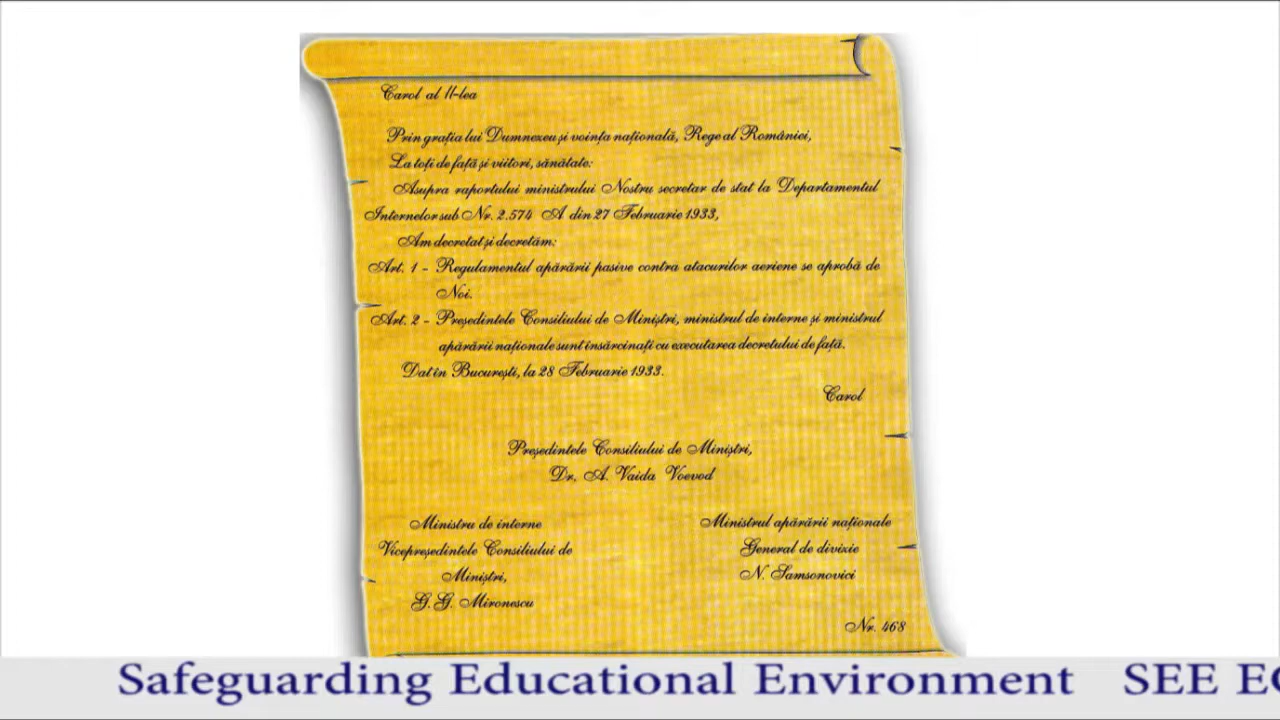 Carol al II-lea
Prin grația lui Dumnezeu și voința națională, Rege al României,
La toți de față și viitori, sănătate:
Asupra raportului ministrului Nostru secretar de stat la Departamentul
Internelor sub Nr. 2.574 A din 27 Februarie 1933,
Am decretat și decretăm:
Art. 1 - Regulamentul apărării pasive contra atacurilor aeriene se aprobă de
Noi.
Art. 2 - Președintele Consiliului de Miniștri, ministrul de interne și ministrul
apărării naționale sunt însărcinați cu executarea decretului de față.
Dat în București, la 28 Februarie 1933.
Carol
Președintele Consiliului de Miniștri,
Dr, A. Vaida Voevod
Ministru de interne
Vicepreședintele Consiliului de
Miniștri,
G. G. Mironescu
Ministrul apărării naționale
General de divizie
N. Samsonovici
Nr. 468
Safeguarding Educational Environment SEE EC